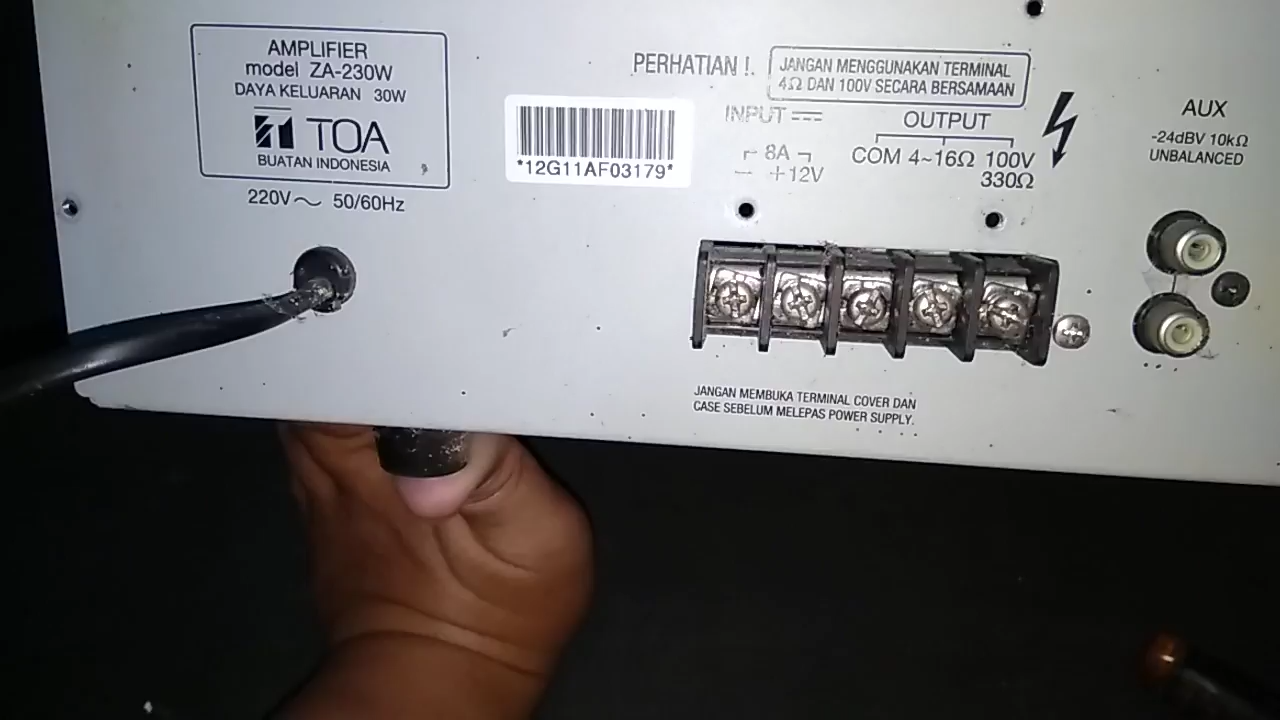 AMPLIFIER
model ZA-230W
DAYA KELUARAN 30W
TOA
BUATAN INDONESIA
220V~ 50/60Hz
*12G11AF03179*
PERHATIAN !.
JANGAN MENGGUNAKAN TERMINAL
4Ω DAN 100V SECARA BERSAMAAN
INPUT ⎓
8A
— +12V
OUTPUT
COM 4~16Ω 100V
330Ω
JANGAN MEMBUKA TERMINAL COVER DAN
CASE SEBELUM MELEPAS POWER SUPPLY.
AUX
-24dBV 10kΩ
UNBALANCED